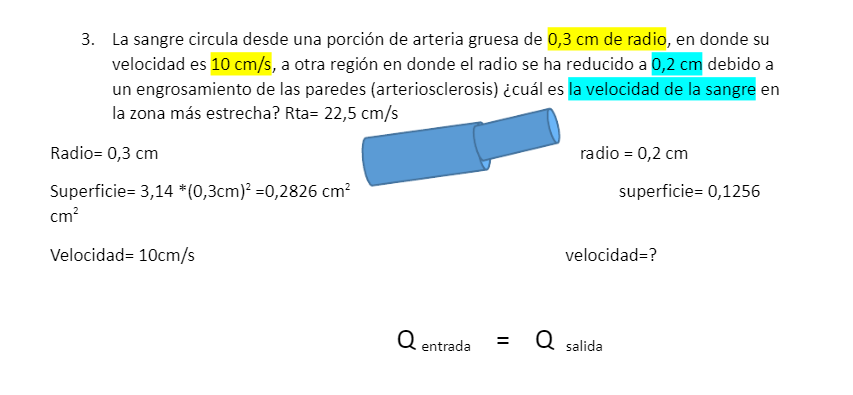 3. La sangre circula desde una porción de arteria gruesa de 0,3 cm de radio, en donde su
velocidad es 10 cm/s, a otra región en donde el radio se ha reducido a 0,2 cm debido a
un engrosamiento de las paredes (arteriosclerosis) ¿cuál es la velocidad de la sangre en
la zona más estrecha? Rta= 22,5 cm/s
Radio= 0,3 cm radio = 0,2 cm
Superficie= 3,14 *(0,3cm)² =0,2826 cm² superficie= 0,1256
cm²
Velocidad= 10cm/s velocidad=?
Q entrada = Q salida